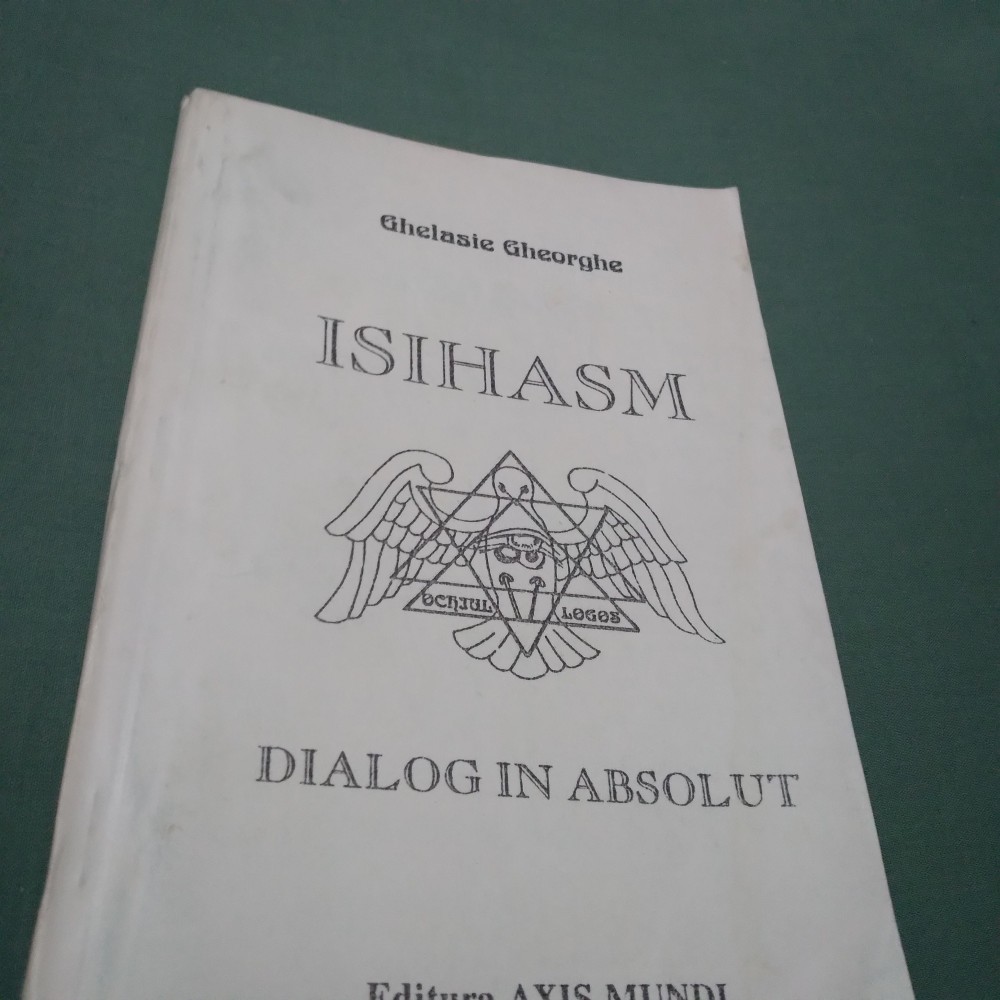 Ghelasie Gheorghe
ISIHASM
OCHIUL LOGOS
DIALOG IN ABSOLUT
Editura AXIS MUNDI